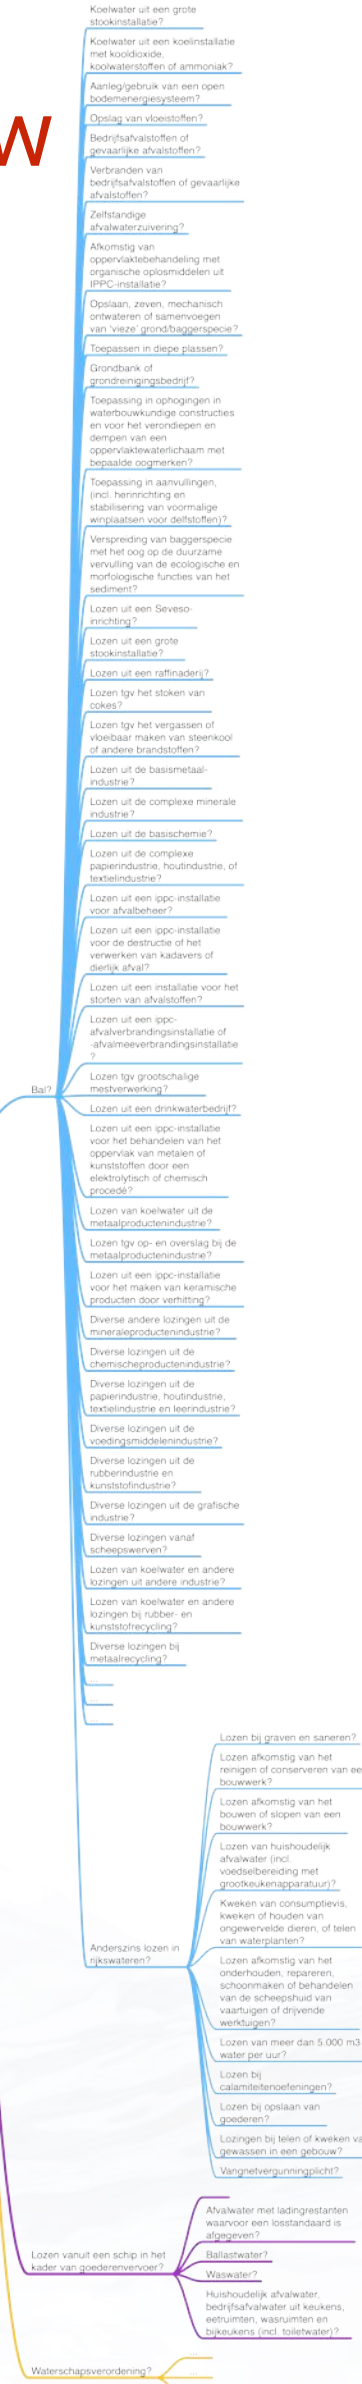 w
Koelwater uit een grote
stookinstallatie?
Koelwater uit een koelinstallatie
met kooldioxide,
koolwaterstoffen of ammoniak?
Aanleg/gebruik van een open
bodemenergiesysteem?
Opslag van vloeistoffen?
Bedrijfsafvalstoffen of
gevaarlijke afvalstoffen?
Verbranden van
bedrijfsafvalstoffen of gevaarlijke
afvalstoffen?
Zelfstandige
afvalwaterzuivering?
Afkomstig van
oppervlaktebehandeling met
organische oplosmiddelen uit
IPPC-installatie?
Opslaan, zeven, mechanisch
ontwateren of samenvoegen
van 'vieze' grond/baggerspecie?
Toepassen in diepe plassen?
Grondbank of
grondreinigingsbedrijf?
Toepassing in ophogingen in
waterbouwkundige constructies
en voor het verondiepen en
dempen van een
oppervlaktewaterlichaam met
bepaalde oogmerken?
Toepassing in aanvullingen,
(incl. herinrichting en
stabilisering van voormalige
winplaatsen voor delfstoffen)?
Verspreiding van baggerspecie
met het oog op de duurzame
vervulling van de ecologische en
morfologische functies van het
sediment?
Lozen uit een Seveso-
inrichting?
Lozen uit een grote
stookinstallatie?
Lozen uit een raffinaderij?
Lozen tgv het stoken van
cokes?
Lozen tgv het vergassen of
vloeibaar maken van steenkool
of andere brandstoffen?
Lozen uit de basismetaal-
industrie?
Lozen uit de complexe minerale
industrie?
Lozen uit de basischemie?
Lozen uit de complexe
papierindustrie, houtindustrie, of
textielindustrie?
Lozen uit een ippc-installatie
voor afvalbeheer?
Lozen uit een ippc-installatie
voor de destructie of het
verwerken van kadavers of
dierlijk afval?
Lozen uit een installatie voor het
storten van afvalstoffen?
Lozen uit een ippc-
afvalverbrandingsinstallatie of
-afvalmeeverbrandingsinstallatie
?
Lozen tgv grootschalige
mestverwerking?
Bal?
Lozen uit een drinkwaterbedrijf?
Lozen uit een ippc-installatie
voor het behandelen van het
oppervlak van metalen of
kunststoffen door een
elektrolytisch of chemisch
procedé?
Lozen van koelwater uit de
metaalproductenindustrie?
Lozen tgv op- en overslag bij de
metaalproductenindustrie?
Lozen uit een ippc-installatie
voor het maken van keramische
producten door verhitting?
Diverse andere lozingen uit de
mineraleproductenindustrie?
Diverse lozingen uit de
chemischeproductenindustrie?
Diverse lozingen uit de
papierindustrie, houtindustrie,
textielindustrie en leerindustrie?
Diverse lozingen uit de
voedingsmiddelenindustrie?
Diverse lozingen uit de
rubberindustrie en
kunststofindustrie?
Diverse lozingen uit de grafische
industrie?
Diverse lozingen vanaf
scheepswerven?
Lozen van koelwater en andere
lozingen uit andere industrie?
Lozen van koelwater en andere
lozingen bij rubber- en
kunststofrecycling?
Diverse lozingen bij
metaalrecycling?
...
...
...
Anderszins lozen in
rijkswateren?
Lozen bij graven en saneren?
Lozen afkomstig van het
reinigen of conserveren van ee
bouwwerk?
Lozen afkomstig van het
bouwen of slopen van een
bouwwerk?
Lozen van huishoudelijk
afvalwater (incl.
voedselbereiding met
grootkeukenapparatuur)?
Kweken van consumptievis,
kweken of houden van
ongewervelde dieren, of telen
van waterplanten?
Lozen afkomstig van het
onderhouden, repareren,
schoonmaken of behandelen
van de scheepshuid van
vaartuigen of drijvende
werktuigen?
Lozen van meer dan 5.000 m3
water per uur?
Lozen bij
calamiteitenoefeningen?
Lozen bij opslaan van
goederen?
Lozingen bij telen of kweken va
gewassen in een gebouw?
Vangnetvergunningplicht?
Lozen vanuit een schip in het
kader van goederenvervoer?
Afvalwater met ladingrestanten
waarvoor een losstandaard is
afgegeven?
Ballastwater?
Waswater?
Huishoudelijk afvalwater,
bedrijfsafvalwater uit keukens,
eetruimten, wasruimten en
bijkeukens (incl. toiletwater)?
Waterschapsverordening?
...
...